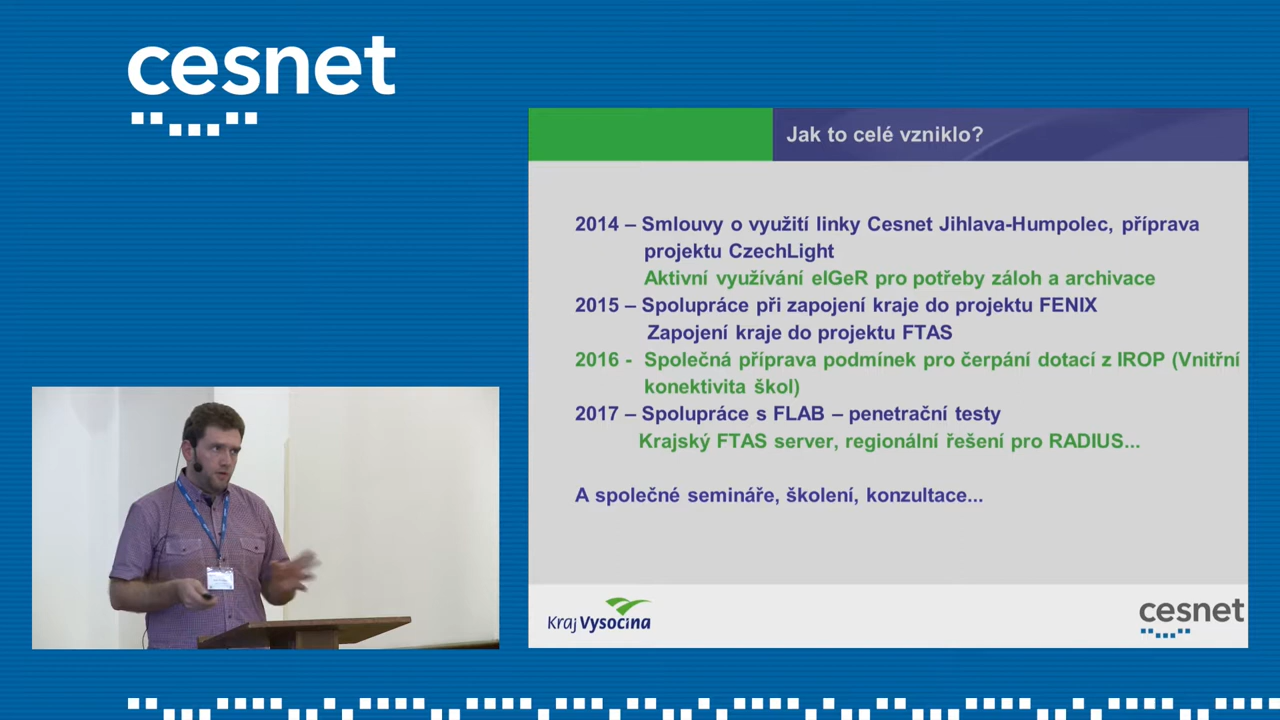 cesnet
Jak to celé vzniklo?
2014 – Smlouvy o využití linky Cesnet Jihlava-Humpolec, příprava
projektu CzechLight
Aktivní využívání elGeR pro potřeby záloh a archivace
2015 – Spolupráce při zapojení kraje do projektu FENIX
Zapojení kraje do projektu FTAS
2016 - Společná příprava podmínek pro čerpání dotací z IROP (Vnitřní
konektivita škol)
2017 – Spolupráce s FLAB – penetrační testy
Krajský FTAS server, regionální řešení pro RADIUS...
A společné semináře, školení, konzultace...
Kraj Vysočina
cesnet